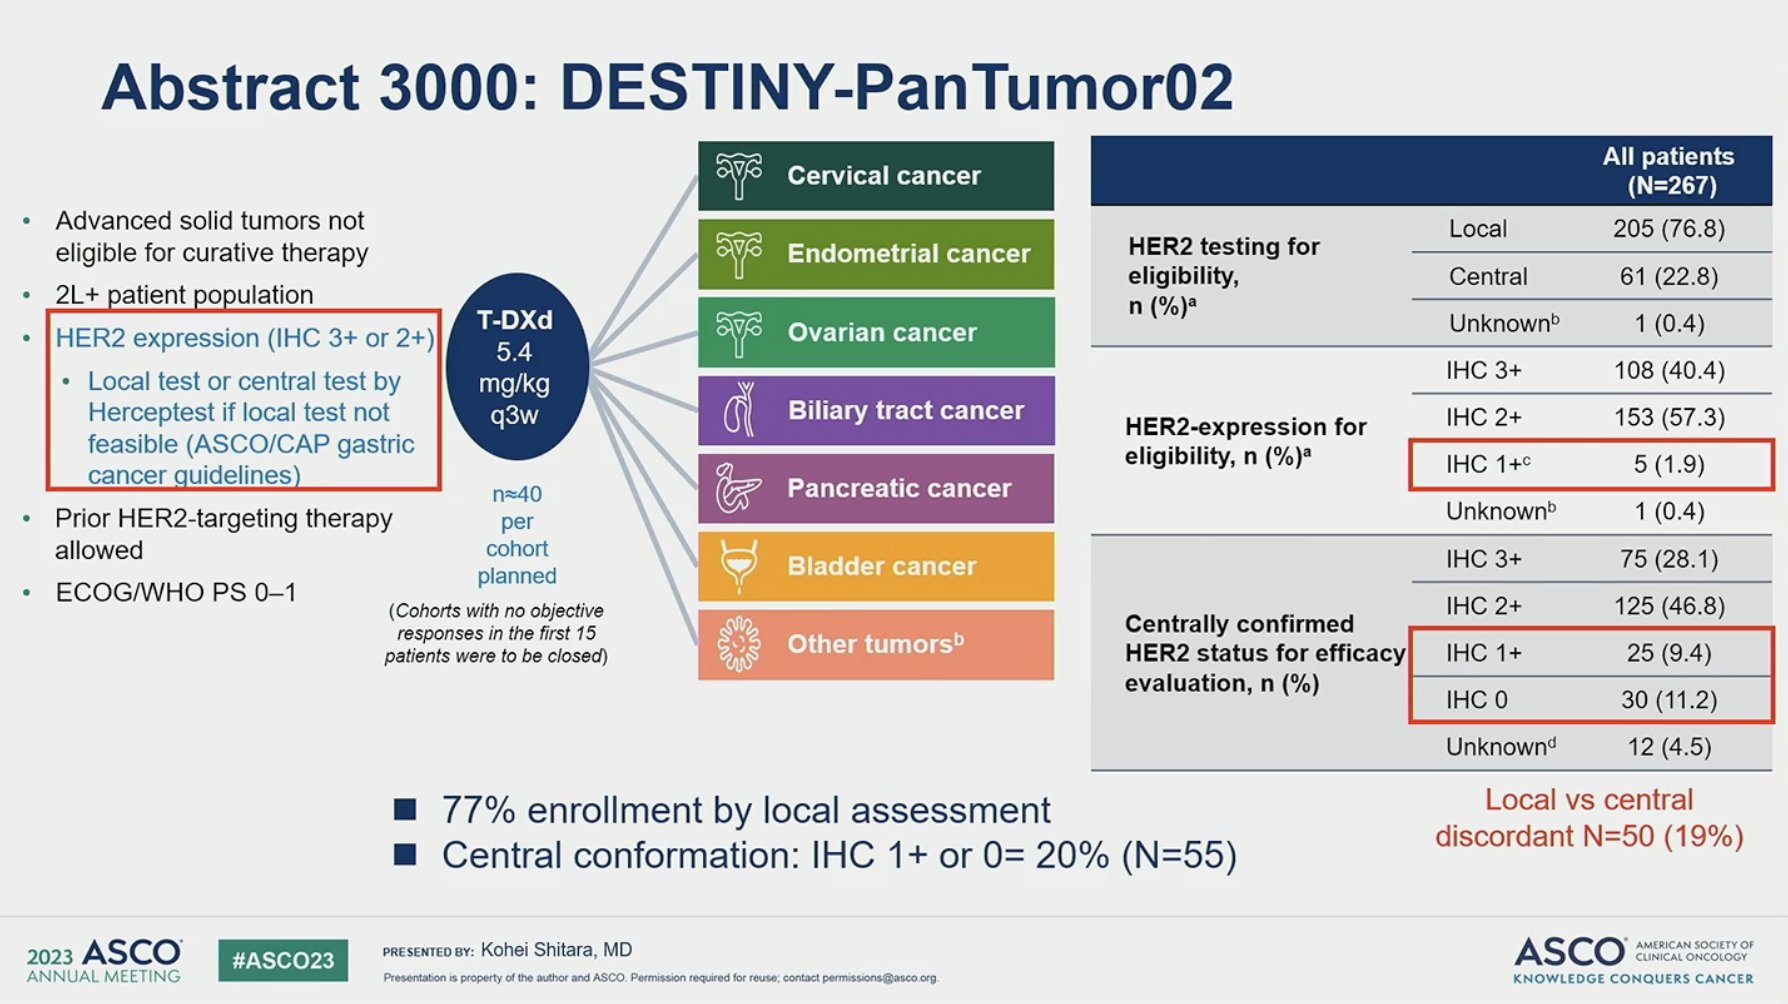 Abstract 3000: DESTINY-PanTumor02
• Advanced solid tumors not
eligible for curative therapy
• 2L+ patient population
• HER2 expression (IHC 3+ or 2+)
• Local test or central test by
Herceptest if local test not
feasible (ASCO/CAP gastric
cancer guidelines)
• Prior HER2-targeting therapy
allowed
• ECOG/WHO PS 0–1
T-DXd
5.4
mg/kg
q3w
n≈40
per
cohort
planned
(Cohorts with no objective
responses in the first 15
patients were to be closed)
Cervical cancer
Endometrial cancer
Ovarian cancer
Biliary tract cancer
Pancreatic cancer
Bladder cancer
Other tumorsᵇ
All patients
(N=267)
HER2 testing for
eligibility,
n (%)ᵃ
Local 205 (76.8)
Central 61 (22.8)
Unknownᵇ 1 (0.4)
HER2-expression for
eligibility, n (%)ᵃ
IHC 3+ 108 (40.4)
IHC 2+ 153 (57.3)
IHC 1+ᶜ 5 (1.9)
Unknownᵇ 1 (0.4)
Centrally confirmed
HER2 status for efficacy
evaluation, n (%)
IHC 3+ 75 (28.1)
IHC 2+ 125 (46.8)
IHC 1+ 25 (9.4)
IHC 0 30 (11.2)
Unknownᵈ 12 (4.5)
Local vs central
discordant N=50 (19%)
■ 77% enrollment by local assessment
■ Central conformation: IHC 1+ or 0= 20% (N=55)
2023 ASCO
ANNUAL MEETING
#ASCO23
PRESENTED BY: Kohei Shitara, MD
Presentation is property of the author and ASCO. Permission required for reuse; contact permissions@asco.org.
ASCO AMERICAN SOCIETY OF
CLINICAL ONCOLOGY
KNOWLEDGE CONQUERS CANCER